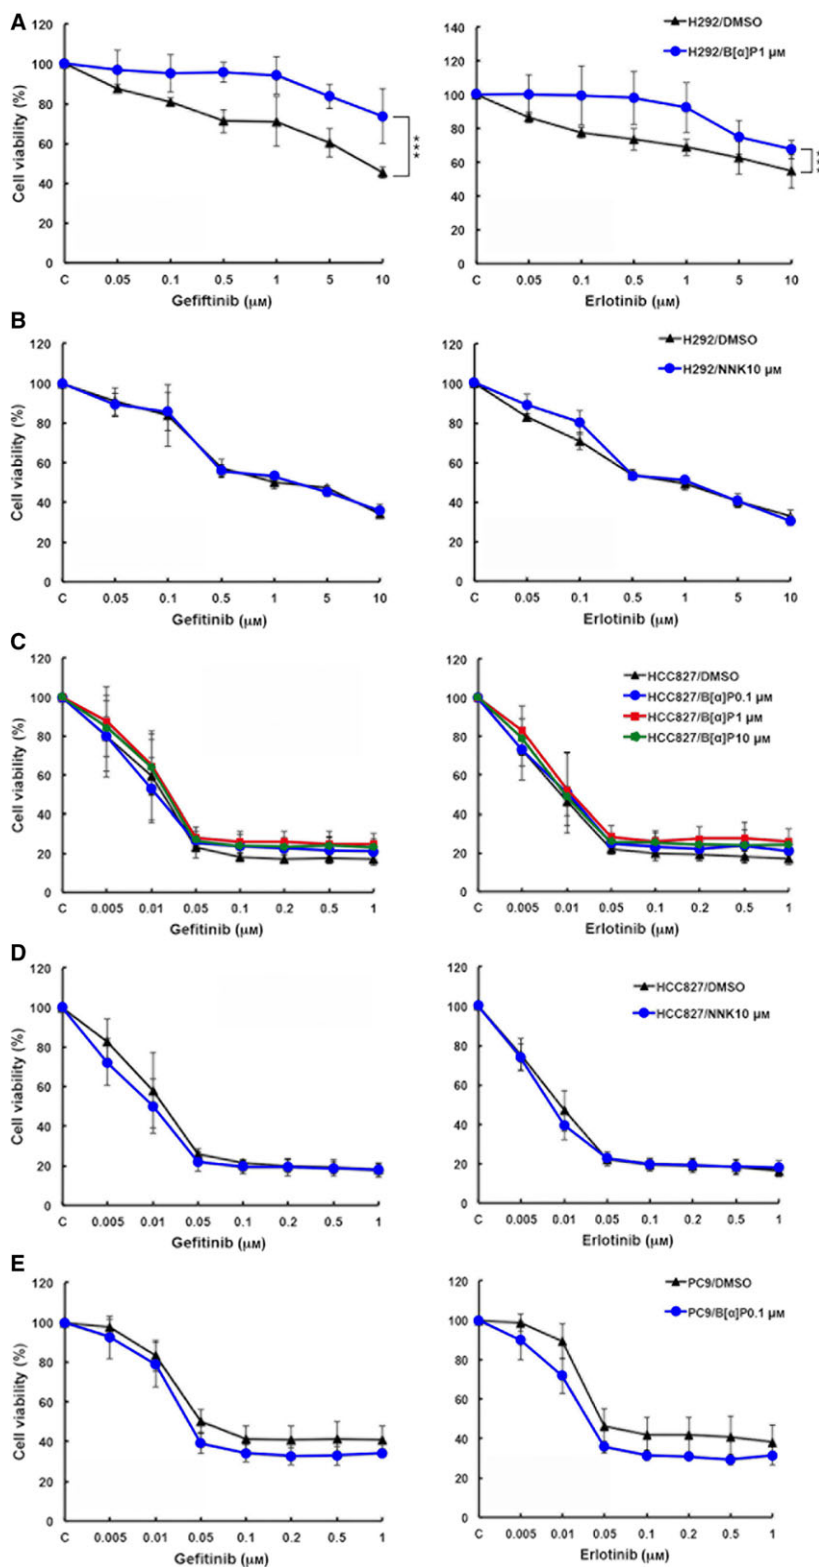 A
Cell viability (%)
120
100
80
60
40
20
0
C 0.05 0.1 0.5 1 5 10
Gefiftinib (μM)
***
140
120
100
80
60
40
20
0
C 0.05 0.1 0.5 1 5 10
Erlotinib (μM)
H292/DMSO
H292/B[α]P1 μM
B
Cell viability (%)
120
100
80
60
40
20
0
C 0.05 0.1 0.5 1 5 10
Gefitinib (μM)
120
100
80
60
40
20
0
C 0.05 0.1 0.5 1 5 10
Erlotinib (μM)
H292/DMSO
H292/NNK10 μM
C
Cell viability (%)
120
100
80
60
40
20
0
C 0.005 0.01 0.05 0.1 0.2 0.5 1
Gefitinib (μM)
120
100
80
60
40
20
0
C 0.005 0.01 0.05 0.1 0.2 0.5 1
Erlotinib (μM)
HCC827/DMSO
HCC827/B[α]P0.1 μM
HCC827/B[α]P1 μM
HCC827/B[α]P10 μM
D
Cell viability (%)
120
100
80
60
40
20
0
C 0.005 0.01 0.05 0.1 0.2 0.5 1
Gefitinib (μM)
120
100
80
60
40
20
0
C 0.005 0.01 0.05 0.1 0.2 0.5 1
Erlotinib (μM)
HCC827/DMSO
HCC827/NNK10 μM
E
Cell viability (%)
120
100
80
60
40
20
0
C 0.005 0.01 0.05 0.1 0.2 0.5 1
Gefitinib (μM)
120
100
80
60
40
20
0
C 0.005 0.01 0.05 0.1 0.2 0.5 1
Erlotinib (μM)
PC9/DMSO
PC9/B[α]P0.1 μM